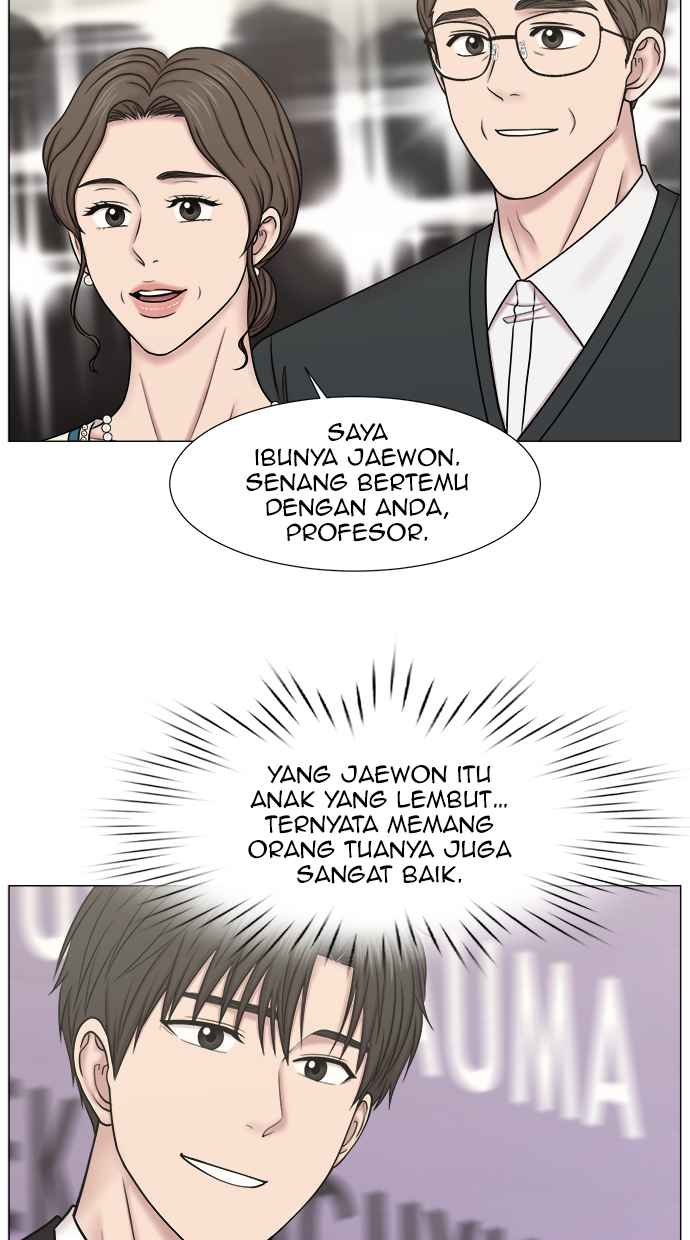 SAYA
IBUNYA JAEWON.
SENANG BERTEMU
DENGAN ANDA,
PROFESOR.
YANG JAEWON ITU
ANAK YANG LEMBUT...
TERNYATA MEMANG
ORANG TUANYA JUGA
SANGAT BAIK.